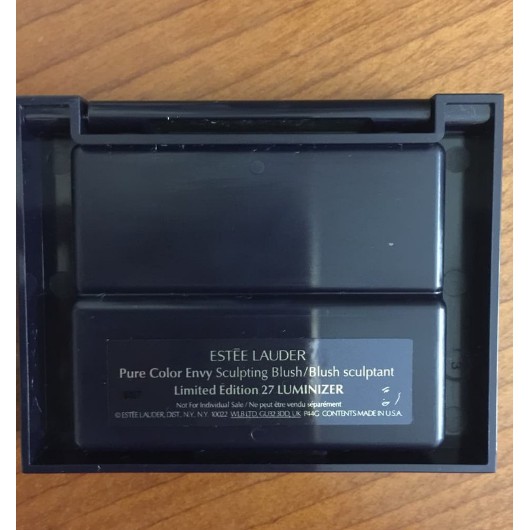 ESTĒE LAUDER
Pure Color Envy Sculpting Blush/Blush sculptant
Limited Edition 27 LUMINIZER
Not For Individual Sale / Ne peut être vendu séparément
© ESTĒE LAUDER, DIST., N.Y., N.Y. 10022 WLB LTD. GU12 3DD, UK P44G CONTENTS MADE IN U.S.A.